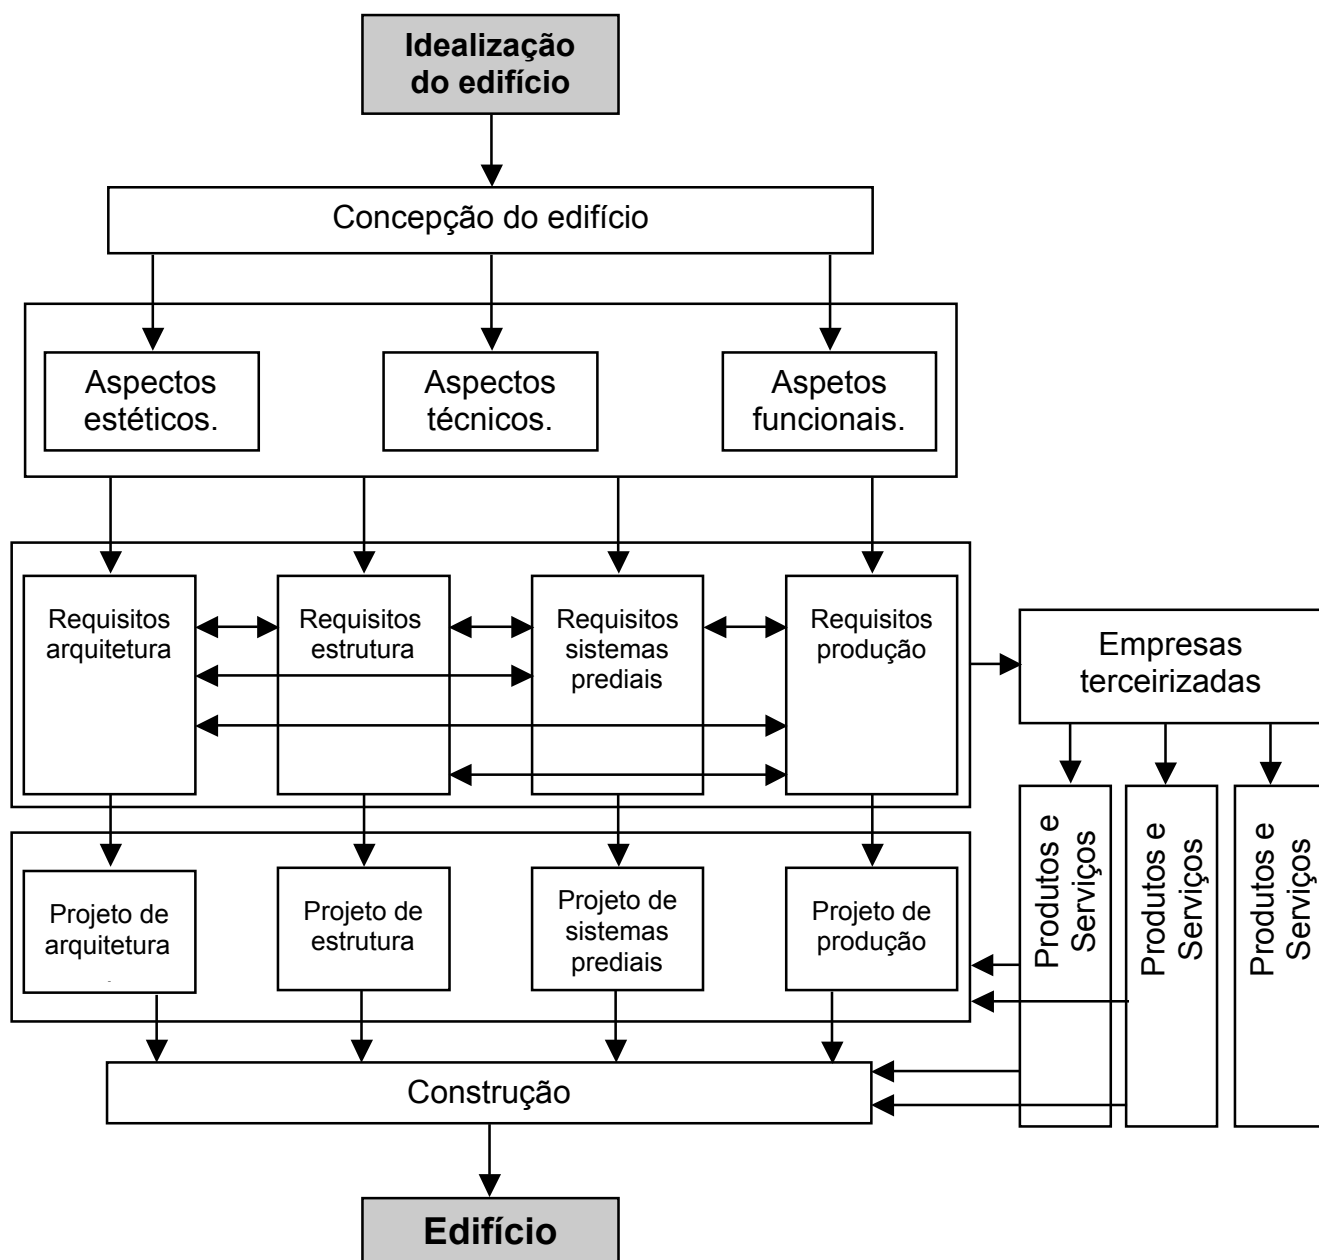 Idealização
do edifício
Concepção do edifício
Aspectos
estéticos.
Aspectos
técnicos.
Aspetos
funcionais.
Requisitos
arquitetura
Requisitos
estrutura
Requisitos
sistemas
prediais
Requisitos
produção
Empresas
terceirizadas
Produtos e
Serviços
Produtos e
Serviços
Produtos e
Serviços
Projeto de
arquitetura
.
Projeto de
estrutura
Projeto de
sistemas
prediais
Projeto de
produção
Construção
Edifício